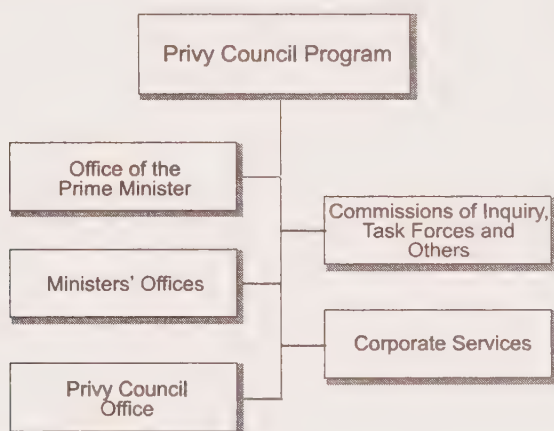 Privy Council Program
Office of the
Prime Minister
Commissions of Inquiry,
Task Forces and
Others
Ministers' Offices
Corporate Services
Privy Council
Office